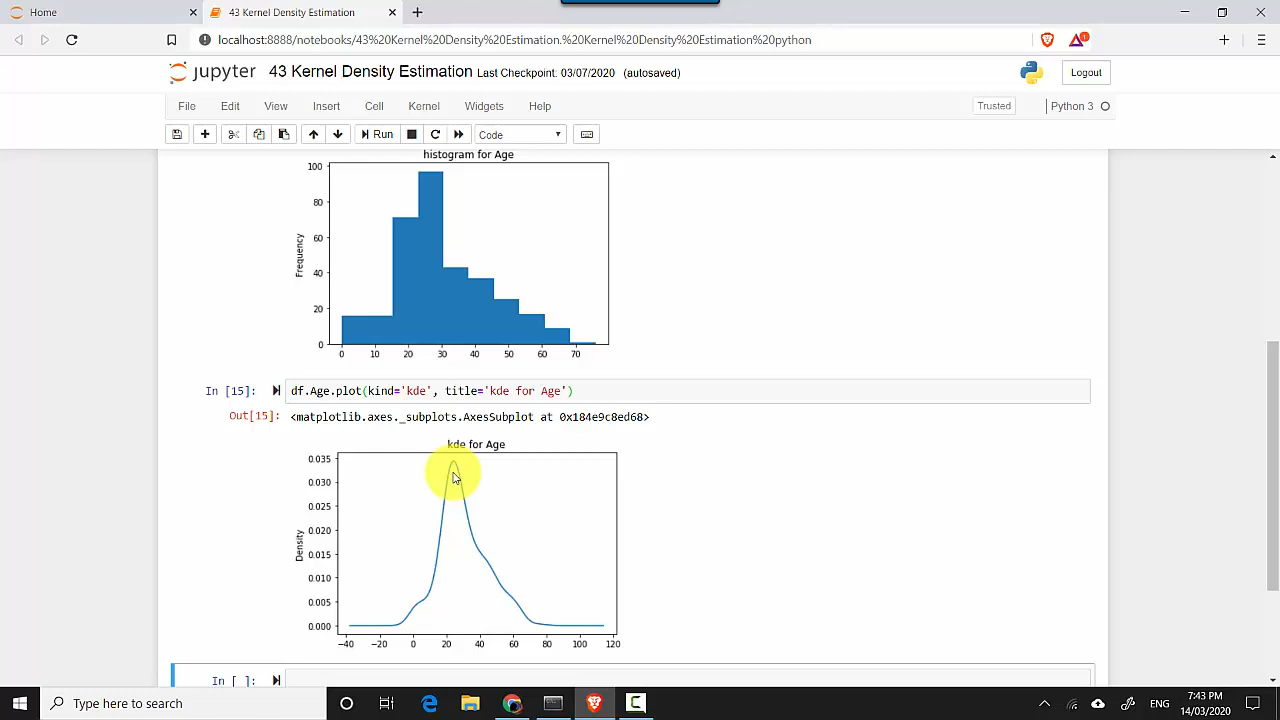 Home
43 Kernel Density Estimation
localhost:8888/notebooks/43%20Kernel%20Density%20Estimation.%20Kernel%20Density%20Estimation%20python
1
jupyter 43 Kernel Density Estimation Last Checkpoint: 03/07/2020 (autosaved)
Logout
File Edit View Insert Cell Kernel Widgets Help
Trusted Python 3
Run Code
histogram for Age
100
80
60
40
20
0
Frequency
0 10 20 30 40 50 60 70
In [15]: df.Age.plot(kind='kde', title='kde for Age')
Out[15]: <matplotlib.axes._subplots.AxesSubplot at 0x184e9c8ed68>
kde for Age
0.035
0.030
0.025
0.020
0.015
0.010
0.005
0.000
Density
−40 −20 0 20 40 60 80 100 120
In [ ]:
Type here to search
ENG
7:43 PM
14/03/2020